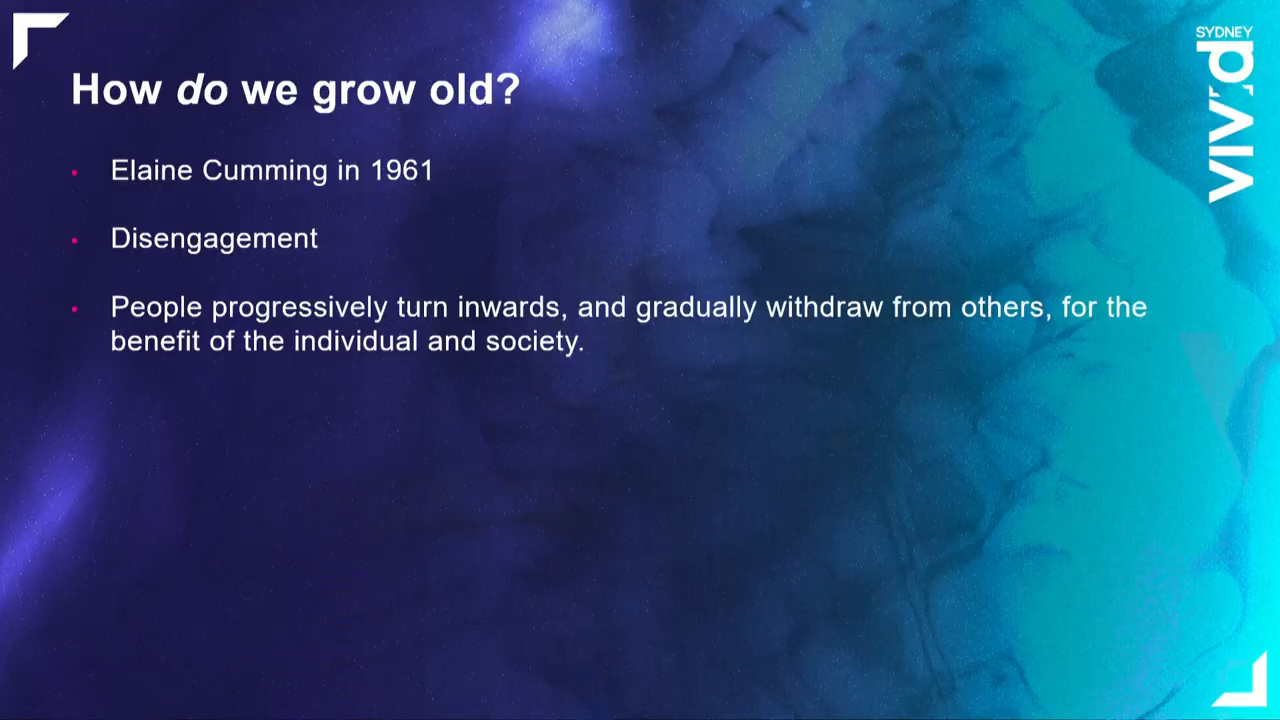 How do we grow old?
Elaine Cumming in 1961
Disengagement
People progressively turn inwards, and gradually withdraw from others, for the
benefit of the individual and society.
SYDNEY
VIVID